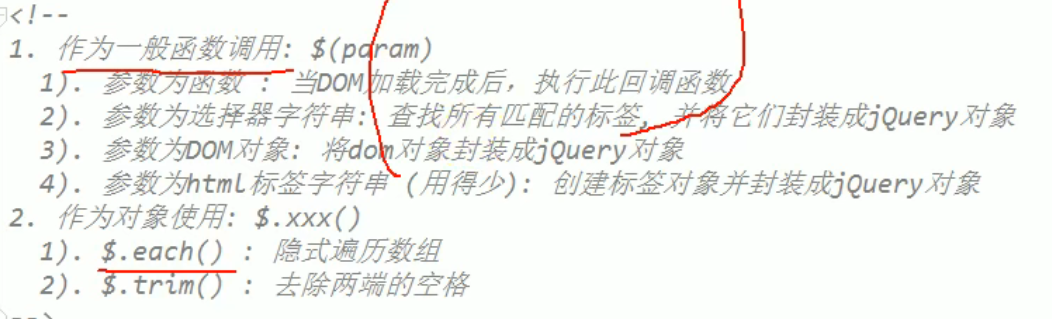 <!--
1. 作为一般函数调用: $(param)
1). 参数为函数 : 当DOM加载完成后，执行此回调函数
2). 参数为选择器字符串: 查找所有匹配的标签, 并将它们封装成jQuery对象
3). 参数为DOM对象: 将dom对象封装成jQuery对象
4). 参数为html标签字符串 (用得少): 创建标签对象并封装成jQuery对象
2. 作为对象使用: $.xxx()
1). $.each() : 隐式遍历数组
2). $.trim() : 去除两端的空格
-->